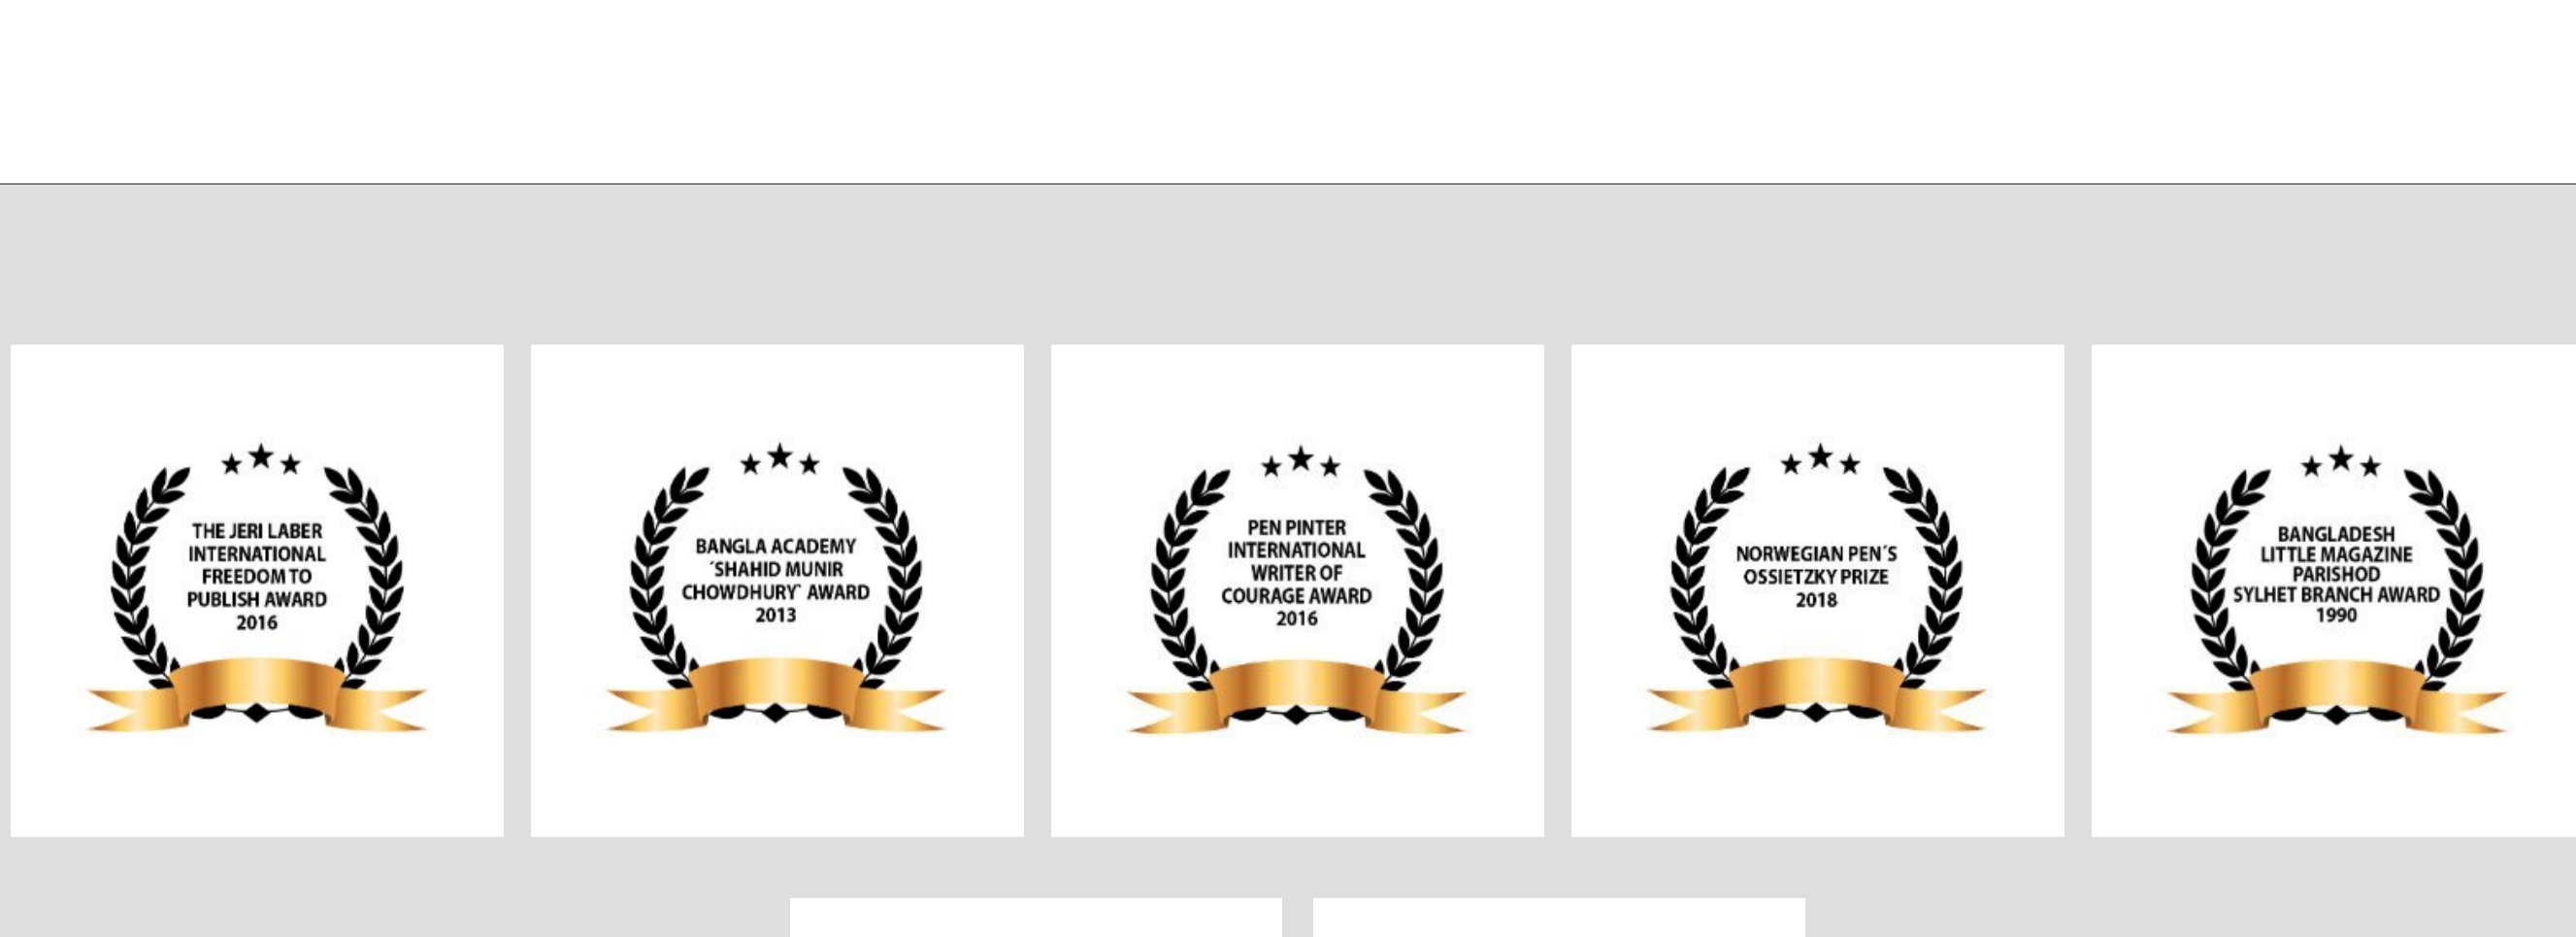 THE JERI LABER
INTERNATIONAL
FREEDOM TO
PUBLISH AWARD
2016
BANGLA ACADEMY
´SHAHID MUNIR
CHOWDHURY` AWARD
2013
PEN PINTER
INTERNATIONAL
WRITER OF
COURAGE AWARD
2016
NORWEGIAN PEN´S
OSSIETZKY PRIZE
2018
BANGLADESH
LITTLE MAGAZINE
PARISHOD
SYLHET BRANCH AWARD
1990